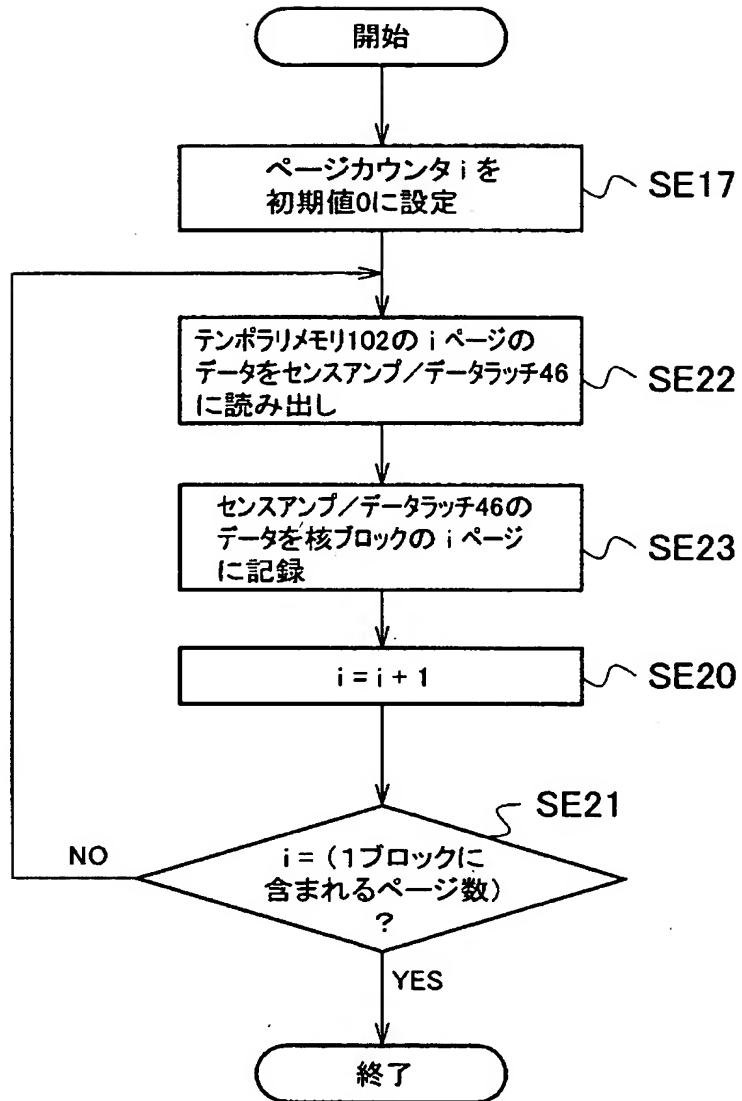 開始
ページカウンタ i を
初期値0に設定
SE17
テンポラリメモリ102の i ページの
データをセンスアンプ/データラッチ46
に読み出し
SE22
センスアンプ/データラッチ46の
データを核ブロックの i ページ
に記録
SE23
i = i + 1
SE20
SE21
NO
i = (1ブロックに
含まれるページ数)
?
YES
終了